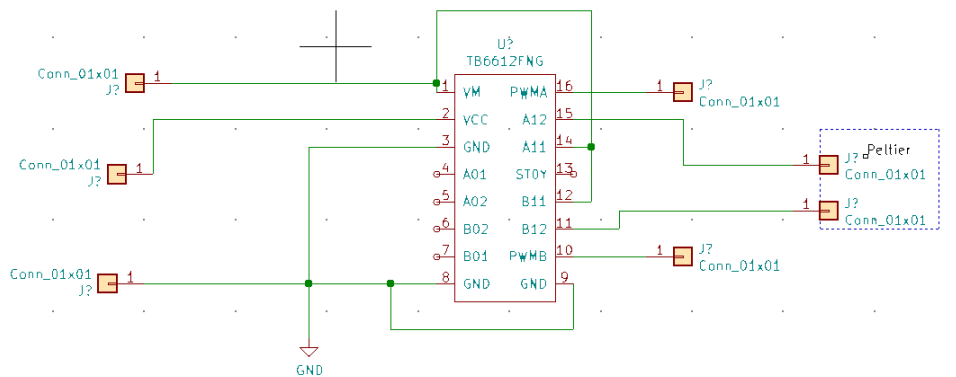 U?
TB6612FNG
Conn_01x01
J?
1
1 VM
PWMA 16
1
J?
Conn_01x01
2 VCC
A12 15
3 GND
A11 14
Conn_01x01
J?
1
4 A01
STOY 13
1
J?
Conn_01x01
Peltier
5 A02
B11 12
1
J?
Conn_01x01
6 B02
B12 11
7 B01
PWMB 10
1
J?
Conn_01x01
Conn_01x01
J?
1
8 GND
GND 9
GND